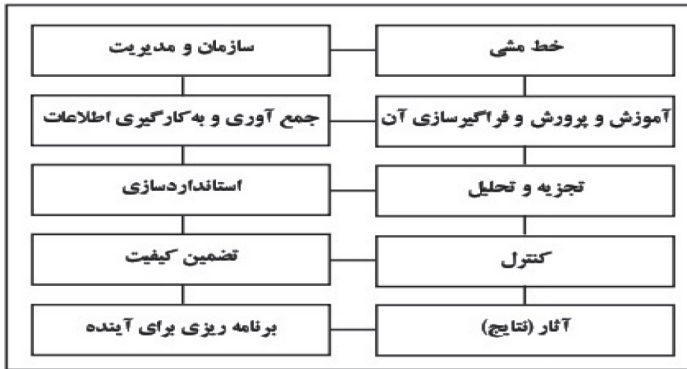 خط مشی
سازمان و مدیریت
آموزش و پرورش و فراگیرسازی آن
جمع آوری و به‌کارگیری اطلاعات
تجزیه و تحلیل
استانداردسازی
کنترل
تضمین کیفیت
آثار (نتایج)
برنامه ریزی برای آینده